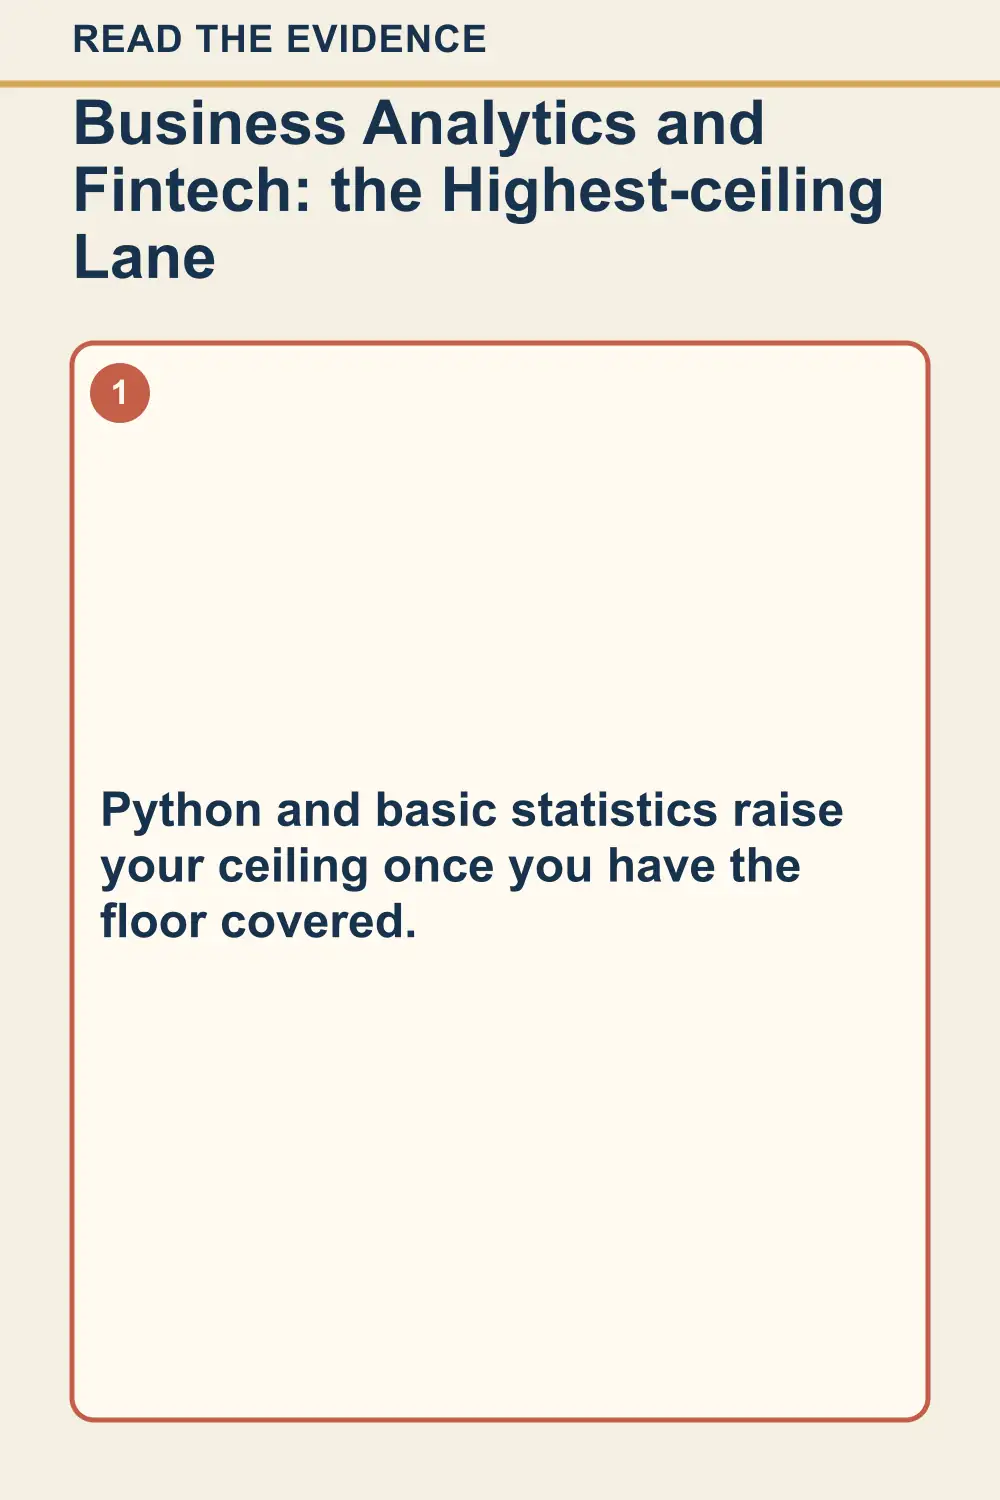 READ THE EVIDENCE
Business Analytics and
Fintech: the Highest-ceiling
Lane
1
Python and basic statistics raise
your ceiling once you have the
floor covered.